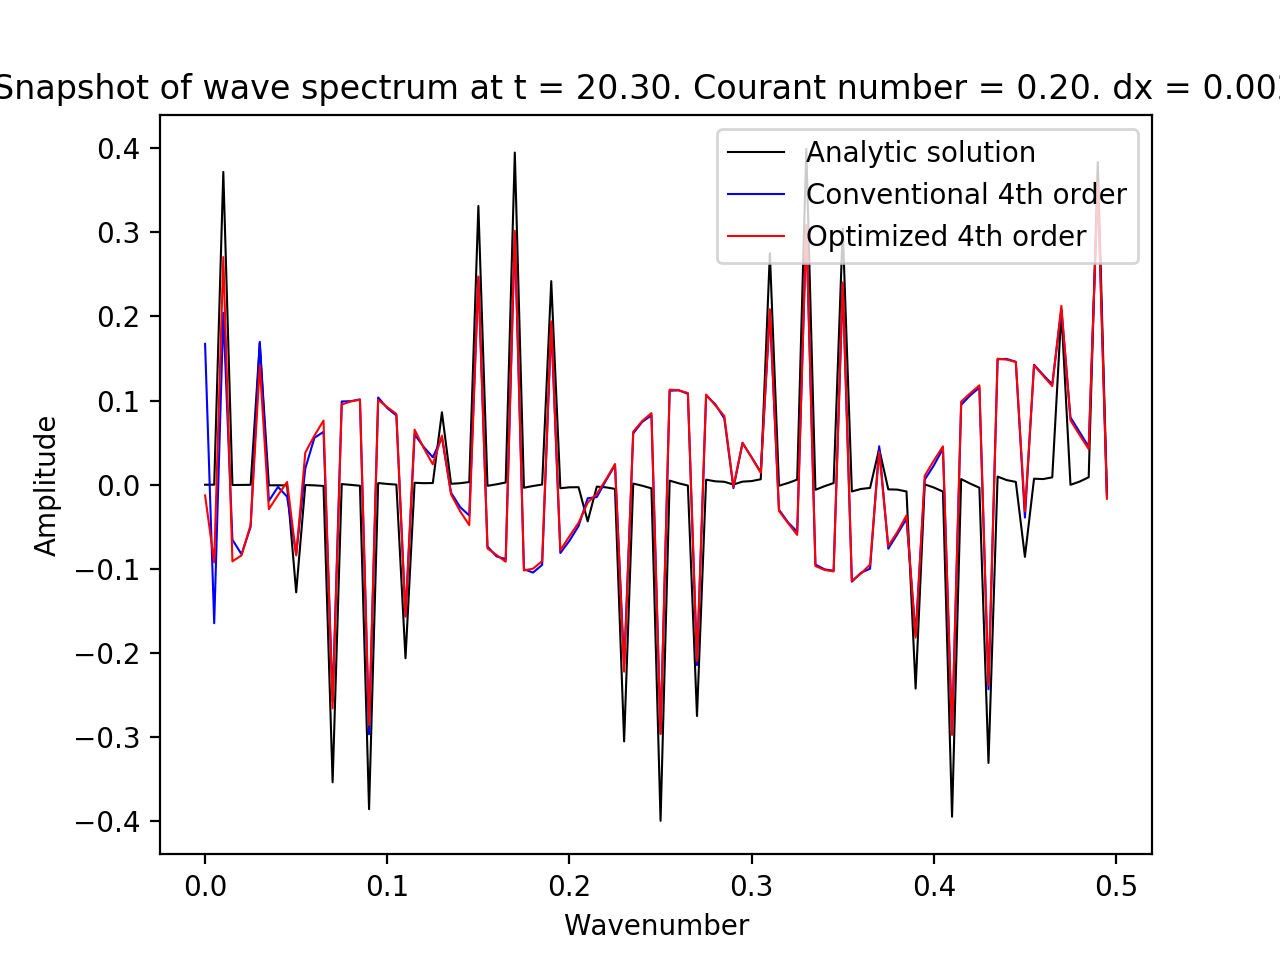 Snapshot of wave spectrum at t = 20.30. Courant number = 0.20. dx =
Analytic solution
Conventional 4th order
Optimized 4th order
0.4
0.3
0.2
0.1
0.0
−0.1
−0.2
−0.3
−0.4
Amplitude
0.0 0.1 0.2 0.3 0.4 0.5
Wavenumber